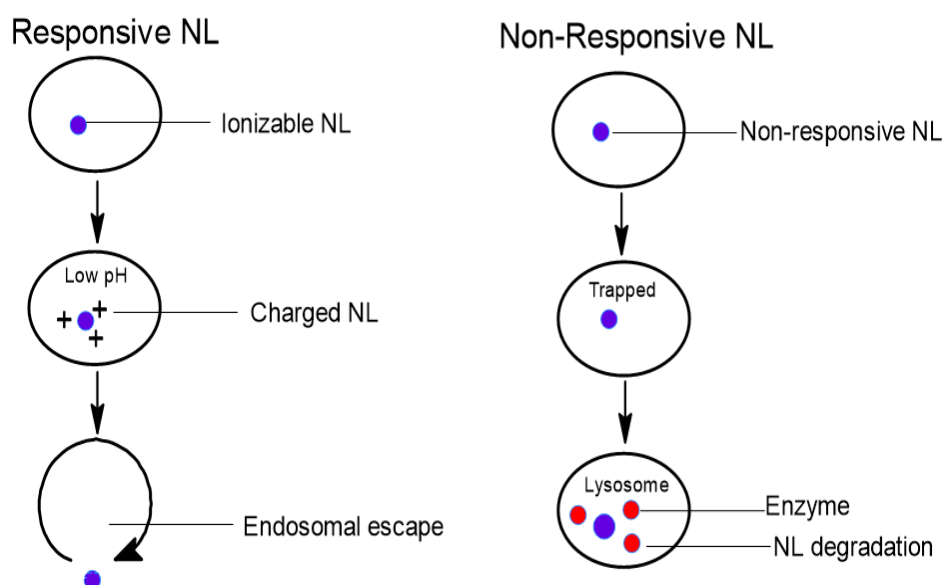 Responsive NL
Ionizable NL
Low pH
+ + +
Charged NL
Endosomal escape
Non-Responsive NL
Non-responsive NL
Trapped
Lysosome
Enzyme
NL degradation